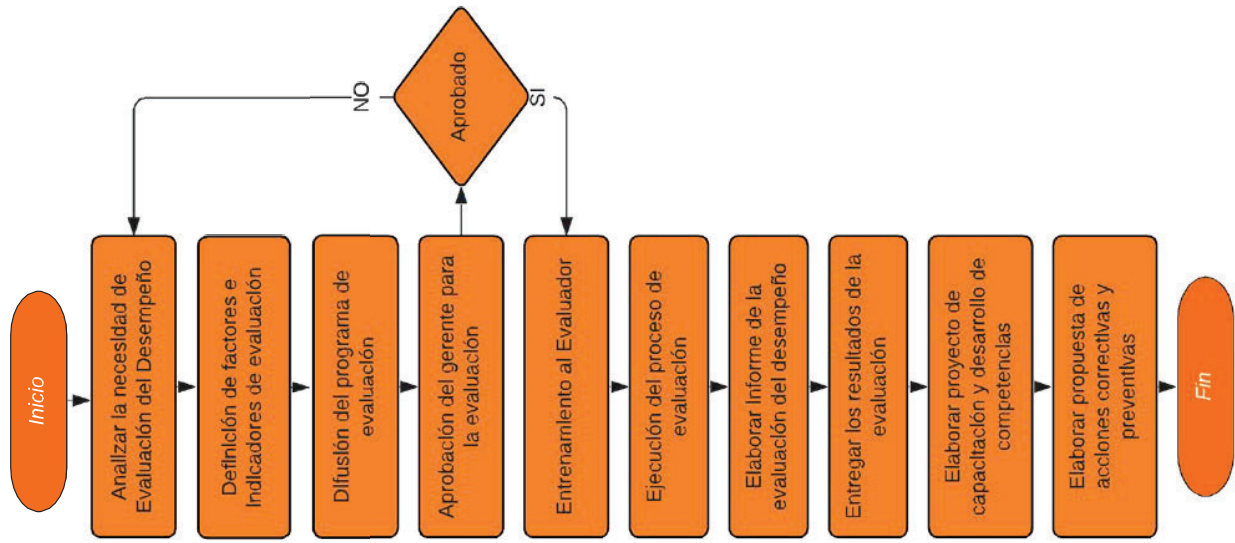 Inicio
Analizar la necesidad de
Evaluación del Desempeño
Definición de factores e
Indicadores de evaluación
Difusión del programa de
evaluación
Aprobación del gerente para
la evaluación
Aprobado
NO
SI
Entrenamiento al Evaluador
Ejecución del proceso de
evaluación
Elaborar Informe de la
evaluación del desempeño
Entregar los resultados de la
evaluación
Elaborar proyecto de
capacitación y desarrollo de
competencias
Elaborar propuesta de
acciones correctivas y
preventivas
Fin